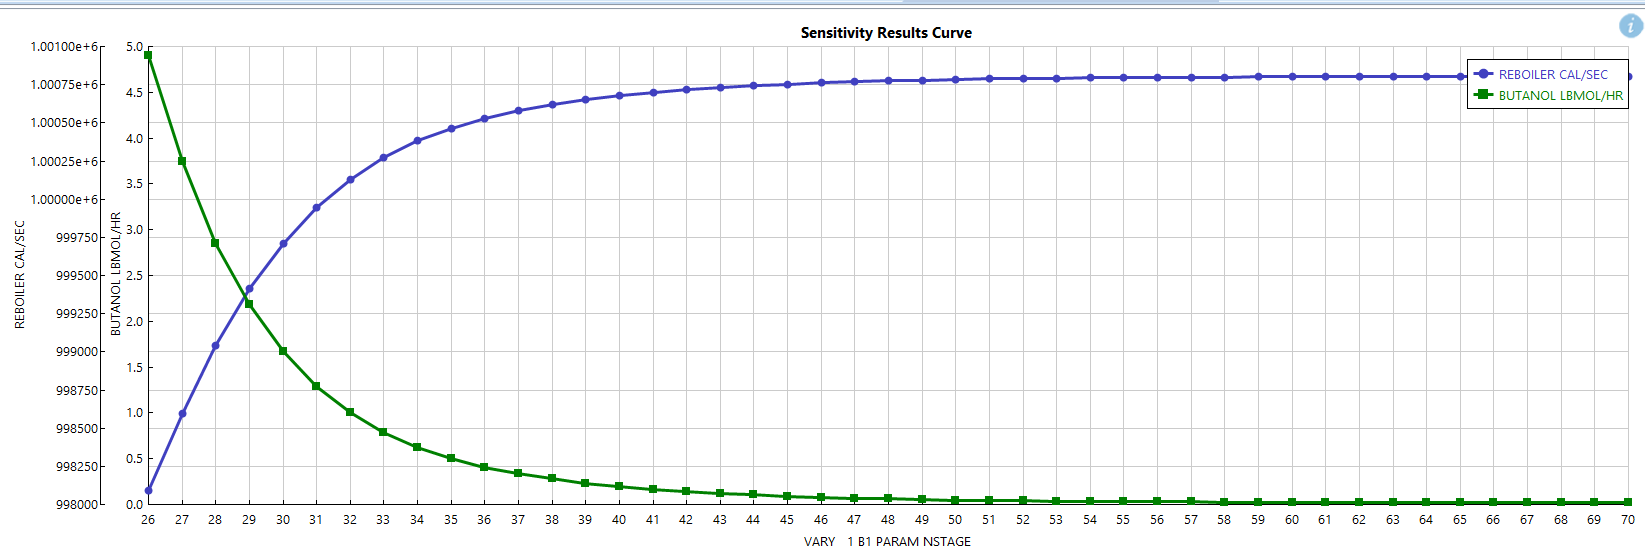 Sensitivity Results Curve
i
REBOILER CAL/SEC
BUTANOL LBMOL/HR
REBOILER CAL/SEC
1.00100e+6
1.00075e+6
1.00050e+6
1.00025e+6
1.00000e+6
999750
999500
999250
999000
998750
998500
998250
998000
BUTANOL LBMOL/HR
5.0
4.5
4.0
3.5
3.0
2.5
2.0
1.5
1.0
0.5
0.0
26 27 28 29 30 31 32 33 34 35 36 37 38 39 40 41 42 43 44 45 46 47 48 49 50 51 52 53 54 55 56 57 58 59 60 61 62 63 64 65 66 67 68 69 70
VARY 1 B1 PARAM NSTAGE